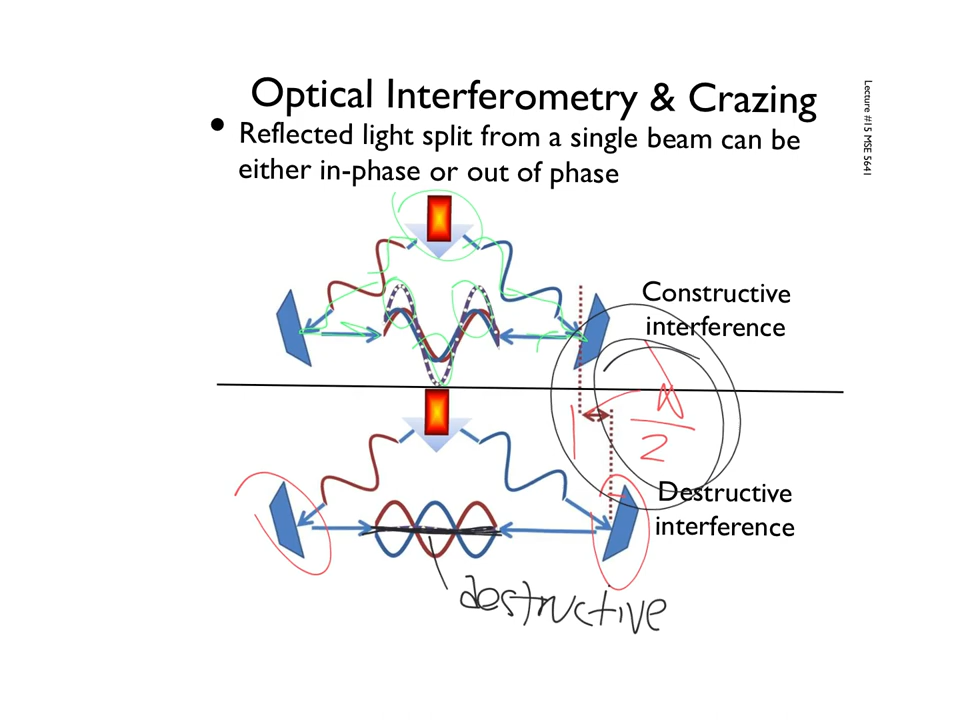 Optical Interferometry & Crazing
• Reflected light split from a single beam can be
either in-phase or out of phase
Lecture #15 MSE 5641
Constructive
interference
2
Destructive
interference
destructive